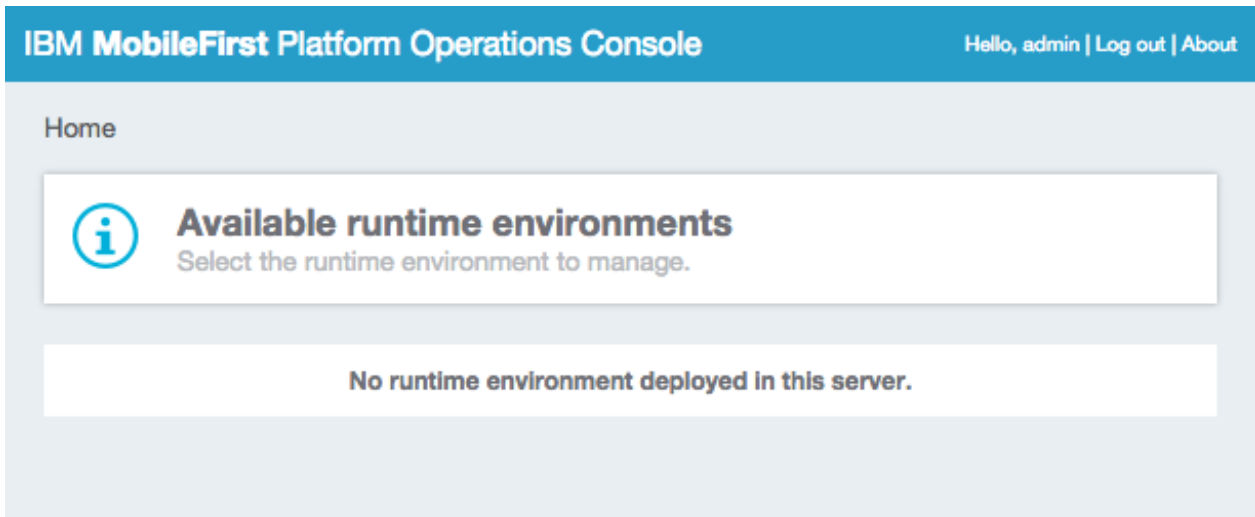 IBM MobileFirst Platform Operations Console
Hello, admin | Log out | About
Home
Available runtime environments
Select the runtime environment to manage.
No runtime environment deployed in this server.